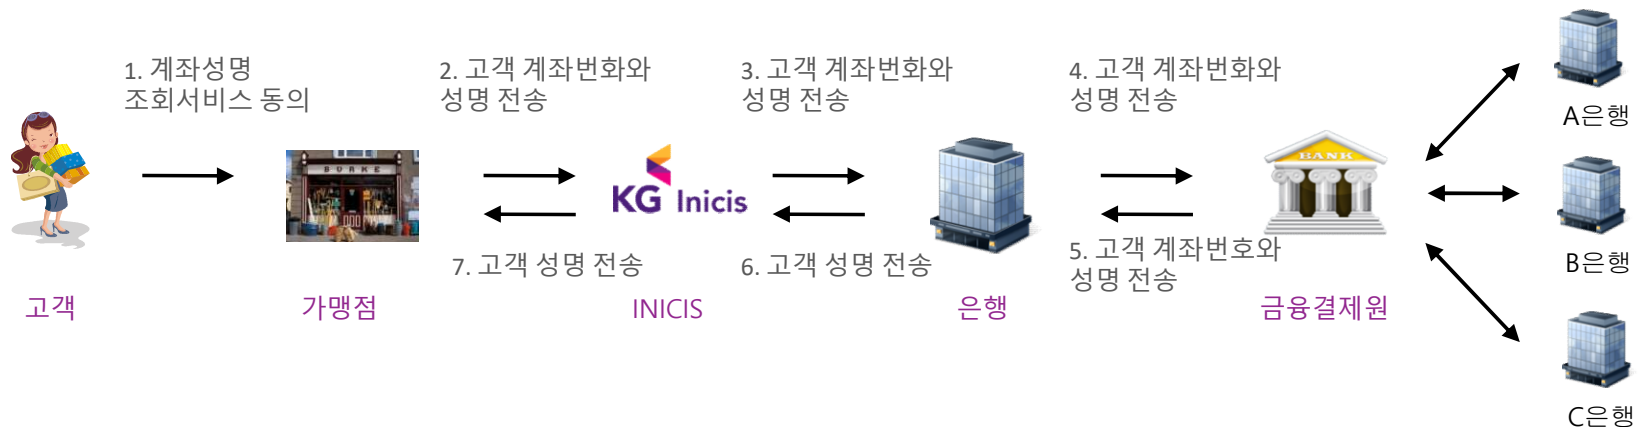 1. 계좌성명
조회서비스 동의
2. 고객 계좌번화와
성명 전송
3. 고객 계좌번화와
성명 전송
4. 고객 계좌번화와
성명 전송
A은행
BURKE
KG Inicis
BANK
B은행
7. 고객 성명 전송
6. 고객 성명 전송
5. 고객 계좌번호와
성명 전송
고객
가맹점
INICIS
은행
금융결제원
C은행